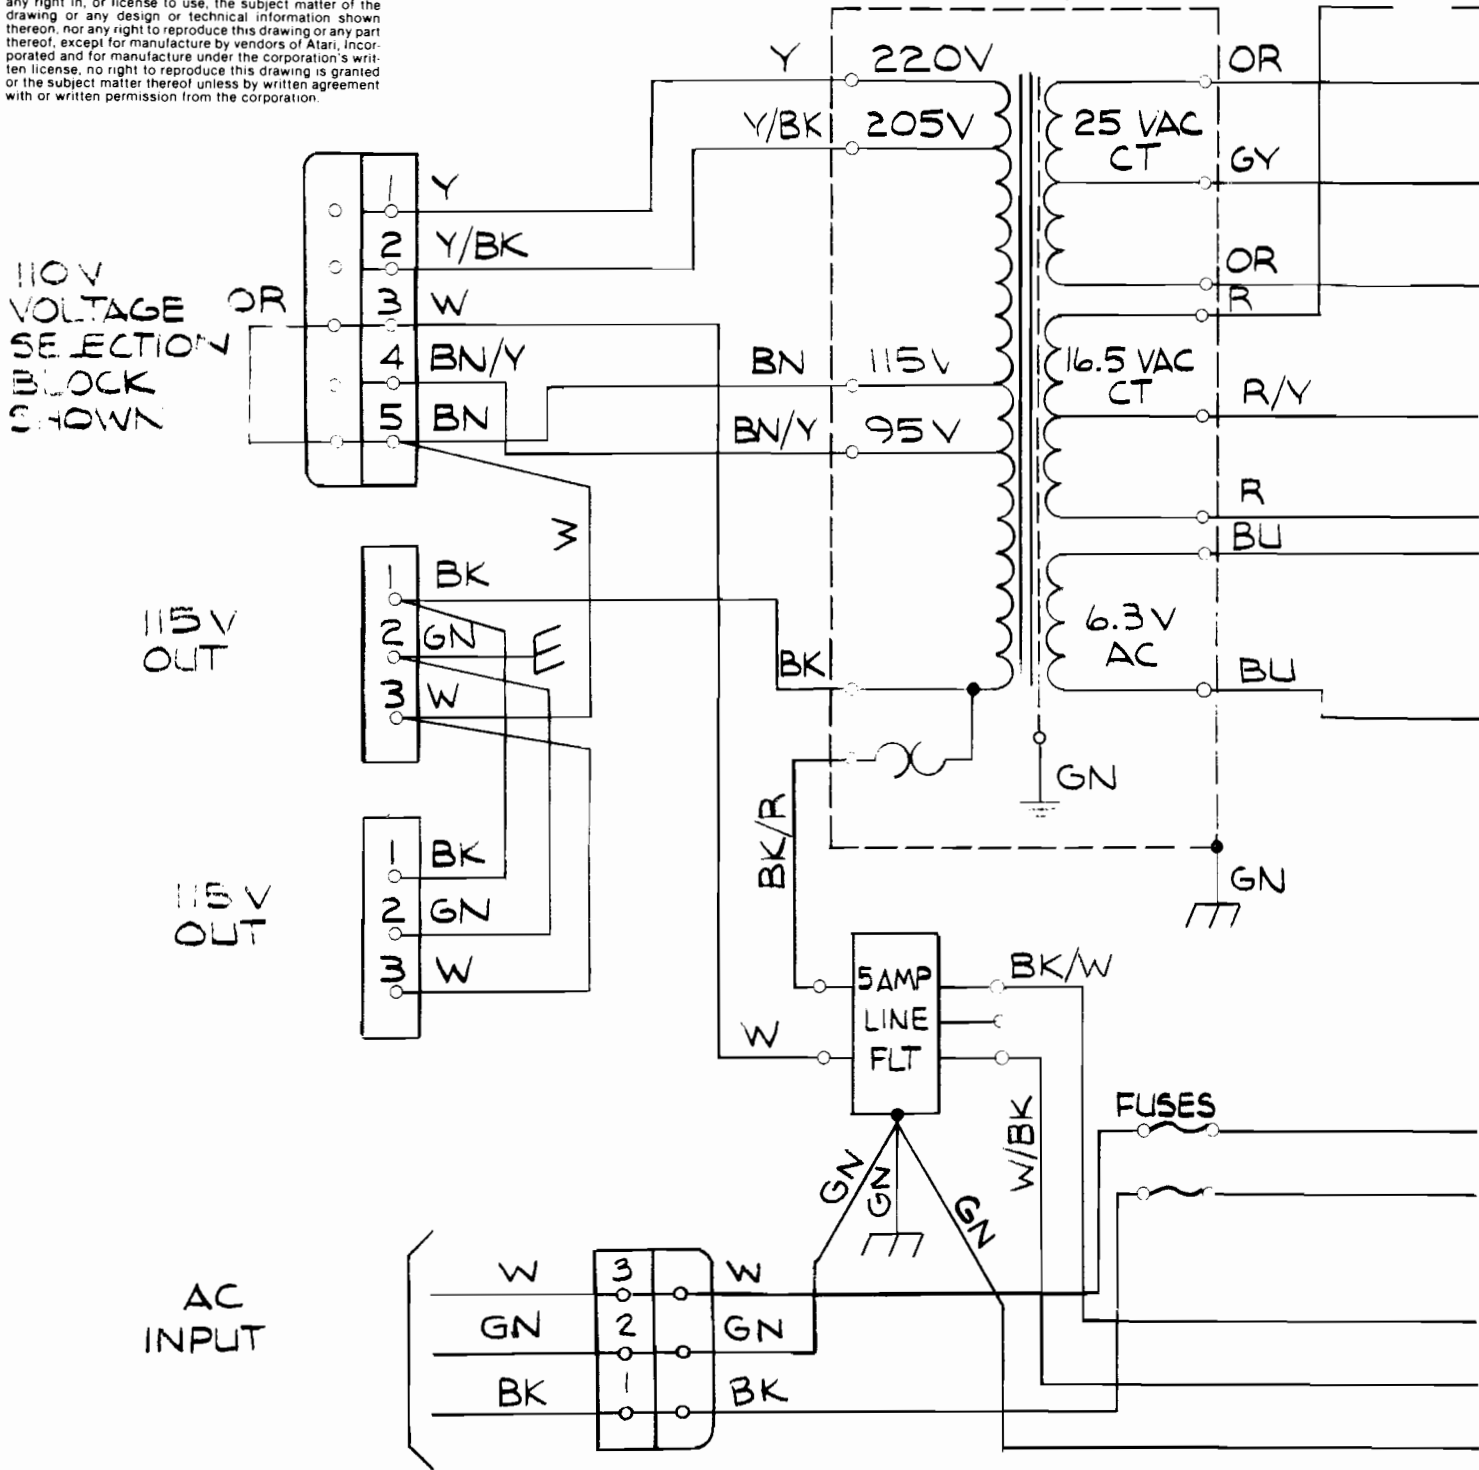 any right in, or license to use, the subject matter of the
drawing or any design or technical information shown
thereon, nor any right to reproduce this drawing or any part
thereof, except for manufacture by vendors of Atari, Incor-
porated and for manufacture under the corporation's writ-
ten license, no right to reproduce this drawing is granted
or the subject matter thereof unless by written agreement
with or written permission from the corporation.
Y
220V
OR
Y/BK
205V
25 VAC
CT
GY
OR
1
Y
2
Y/BK
3
W
4
BN/Y
5
BN
110V
VOLTAGE
SELECTION
BLOCK
SHOWN
OR
BN
115V
BN/Y
95V
R
16.5 VAC
CT
R/Y
R
W
115V
OUT
1
BK
2
GN
3
W
BK
BU
6.3V
AC
BU
GN
BK/R
GN
115V
OUT
1
BK
2
GN
3
W
W
5 AMP
LINE
FLT
BK/W
W/BK
FUSES
GN
GN
GN
AC
INPUT
W
3
W
GN
2
GN
BK
1
BK